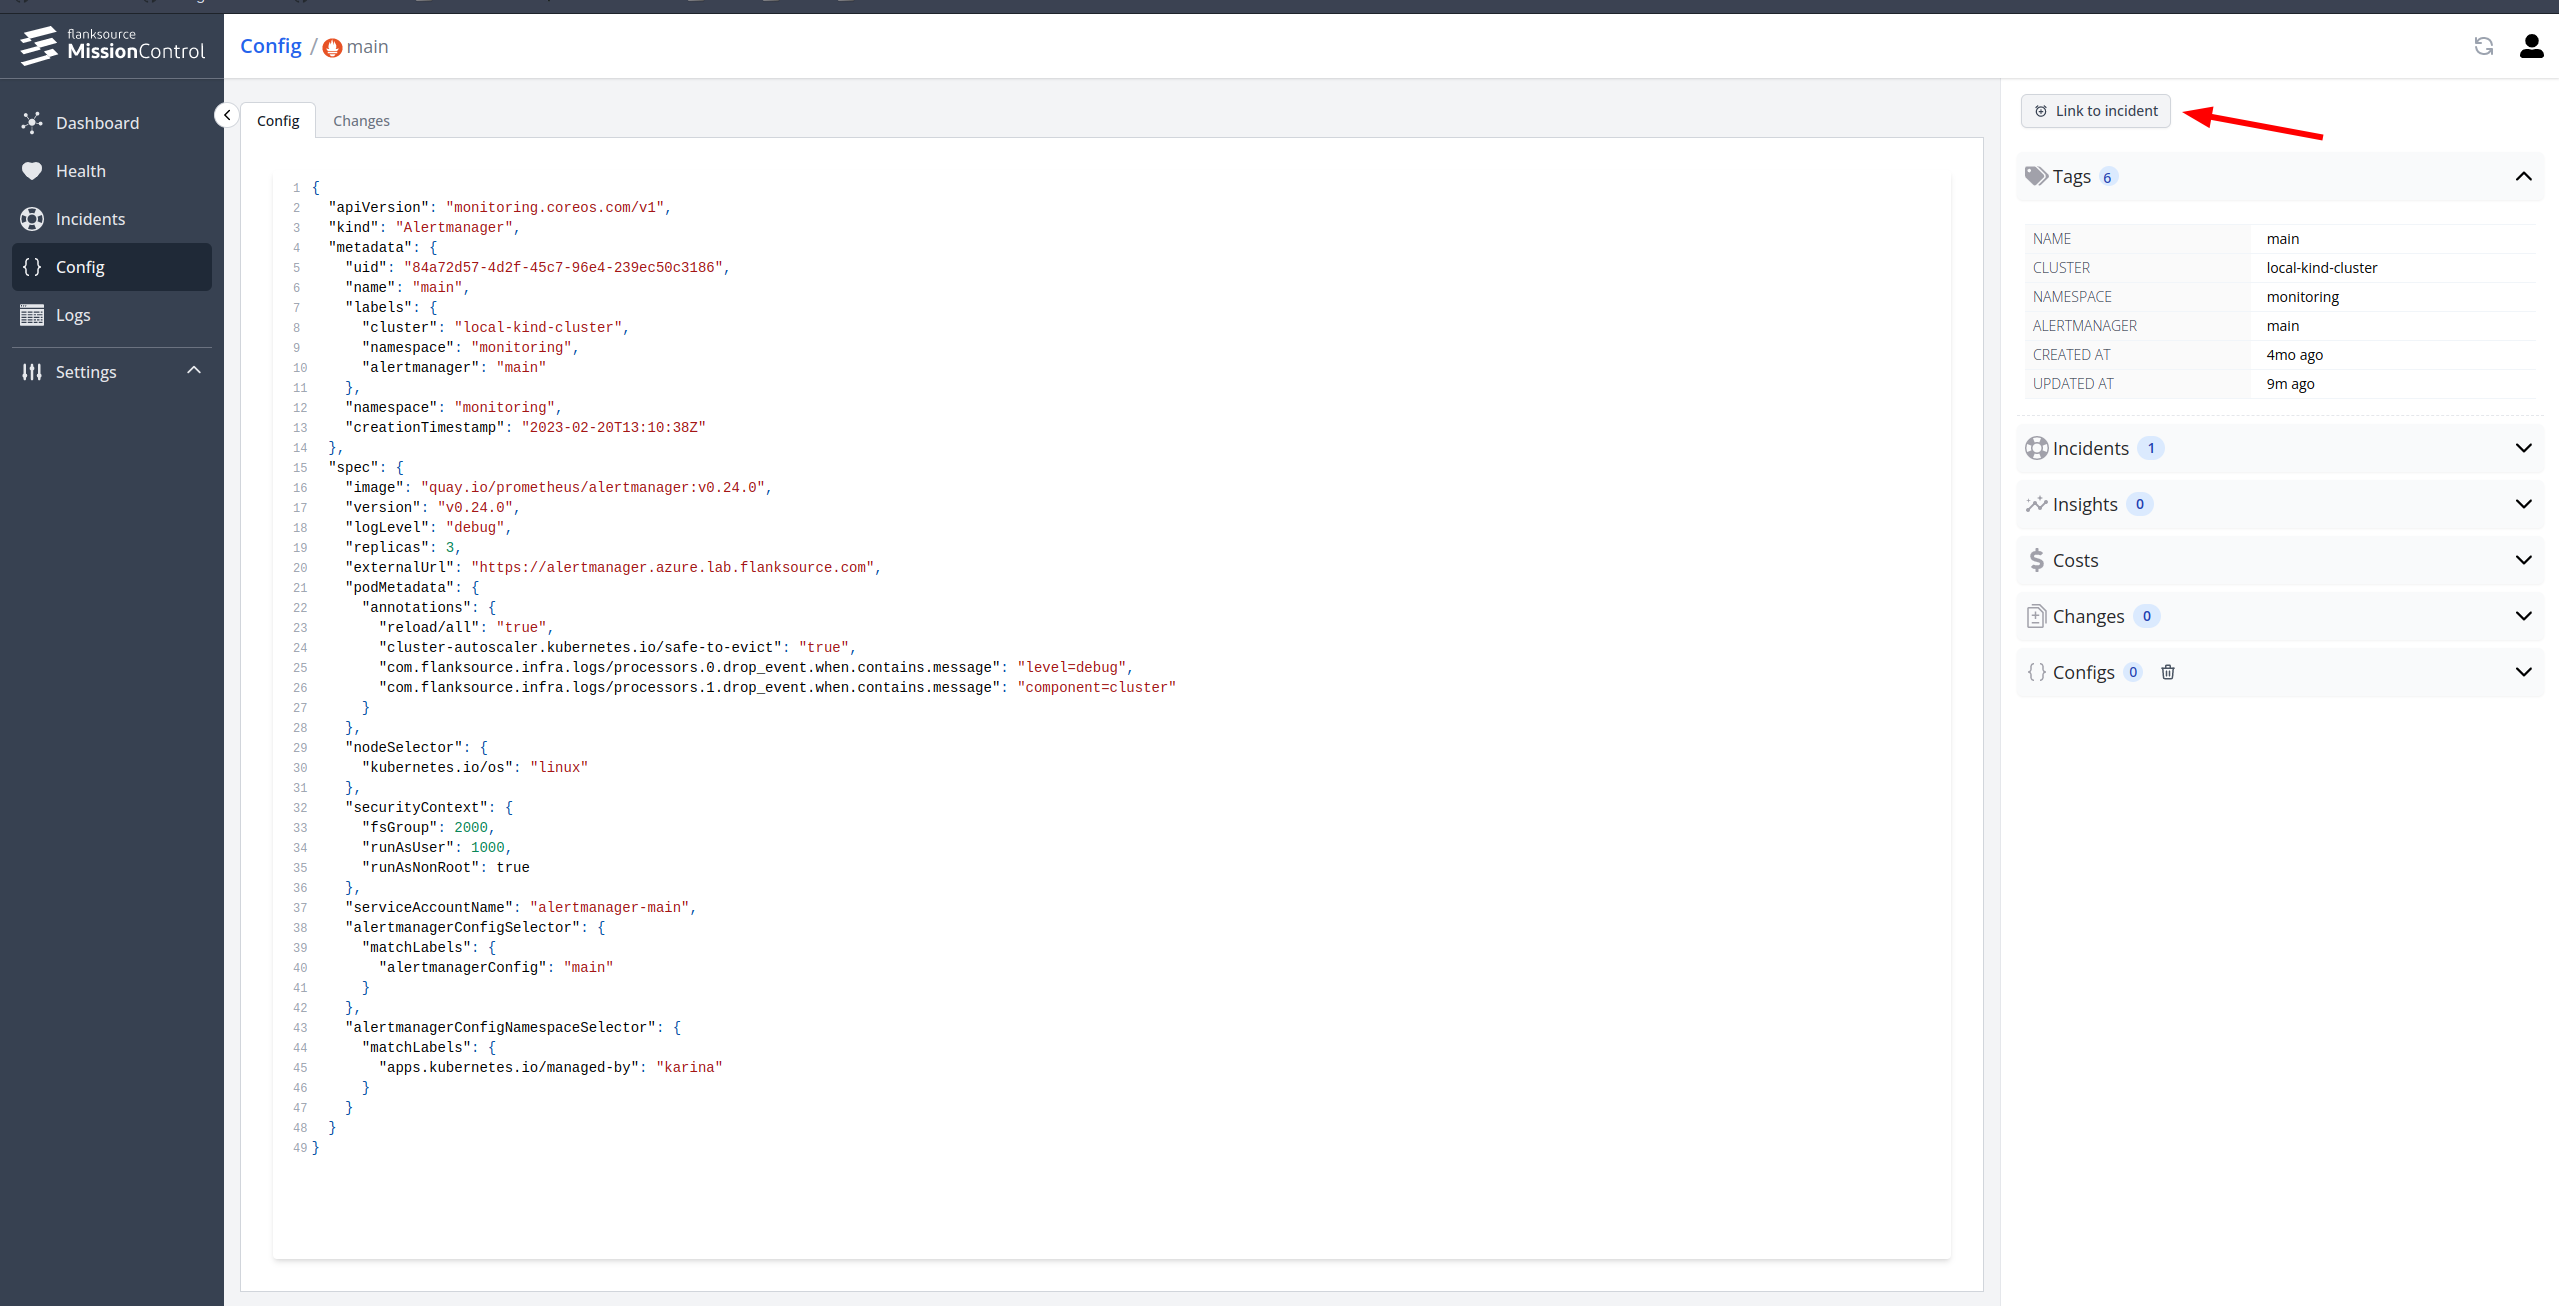 flanksource
MissionControl
Config / main
Dashboard
Health
Incidents
Config
Logs
Settings
Config
Changes
1 {
2 "apiVersion": "monitoring.coreos.com/v1",
3 "kind": "Alertmanager",
4 "metadata": {
5 "uid": "84a72d57-4d2f-45c7-96e4-239ec50c3186",
6 "name": "main",
7 "labels": {
8 "cluster": "local-kind-cluster",
9 "namespace": "monitoring",
10 "alertmanager": "main"
11 },
12 "namespace": "monitoring",
13 "creationTimestamp": "2023-02-20T13:10:38Z"
14 },
15 "spec": {
16 "image": "quay.io/prometheus/alertmanager:v0.24.0",
17 "version": "v0.24.0",
18 "logLevel": "debug",
19 "replicas": 3,
20 "externalUrl": "https://alertmanager.azure.lab.flanksource.com",
21 "podMetadata": {
22 "annotations": {
23 "reload/all": "true",
24 "cluster-autoscaler.kubernetes.io/safe-to-evict": "true",
25 "com.flanksource.infra.logs/processors.0.drop_event.when.contains.message": "level=debug",
26 "com.flanksource.infra.logs/processors.1.drop_event.when.contains.message": "component=cluster"
27 }
28 },
29 "nodeSelector": {
30 "kubernetes.io/os": "linux"
31 },
32 "securityContext": {
33 "fsGroup": 2000,
34 "runAsUser": 1000,
35 "runAsNonRoot": true
36 },
37 "serviceAccountName": "alertmanager-main",
38 "alertmanagerConfigSelector": {
39 "matchLabels": {
40 "alertmanagerConfig": "main"
41 }
42 },
43 "alertmanagerConfigNamespaceSelector": {
44 "matchLabels": {
45 "apps.kubernetes.io/managed-by": "karina"
46 }
47 }
48 }
49 }
Link to incident
Tags 6
NAME main
CLUSTER local-kind-cluster
NAMESPACE monitoring
ALERTMANAGER main
CREATED AT 4mo ago
UPDATED AT 9m ago
Incidents 1
Insights 0
Costs
Changes 0
Configs 0